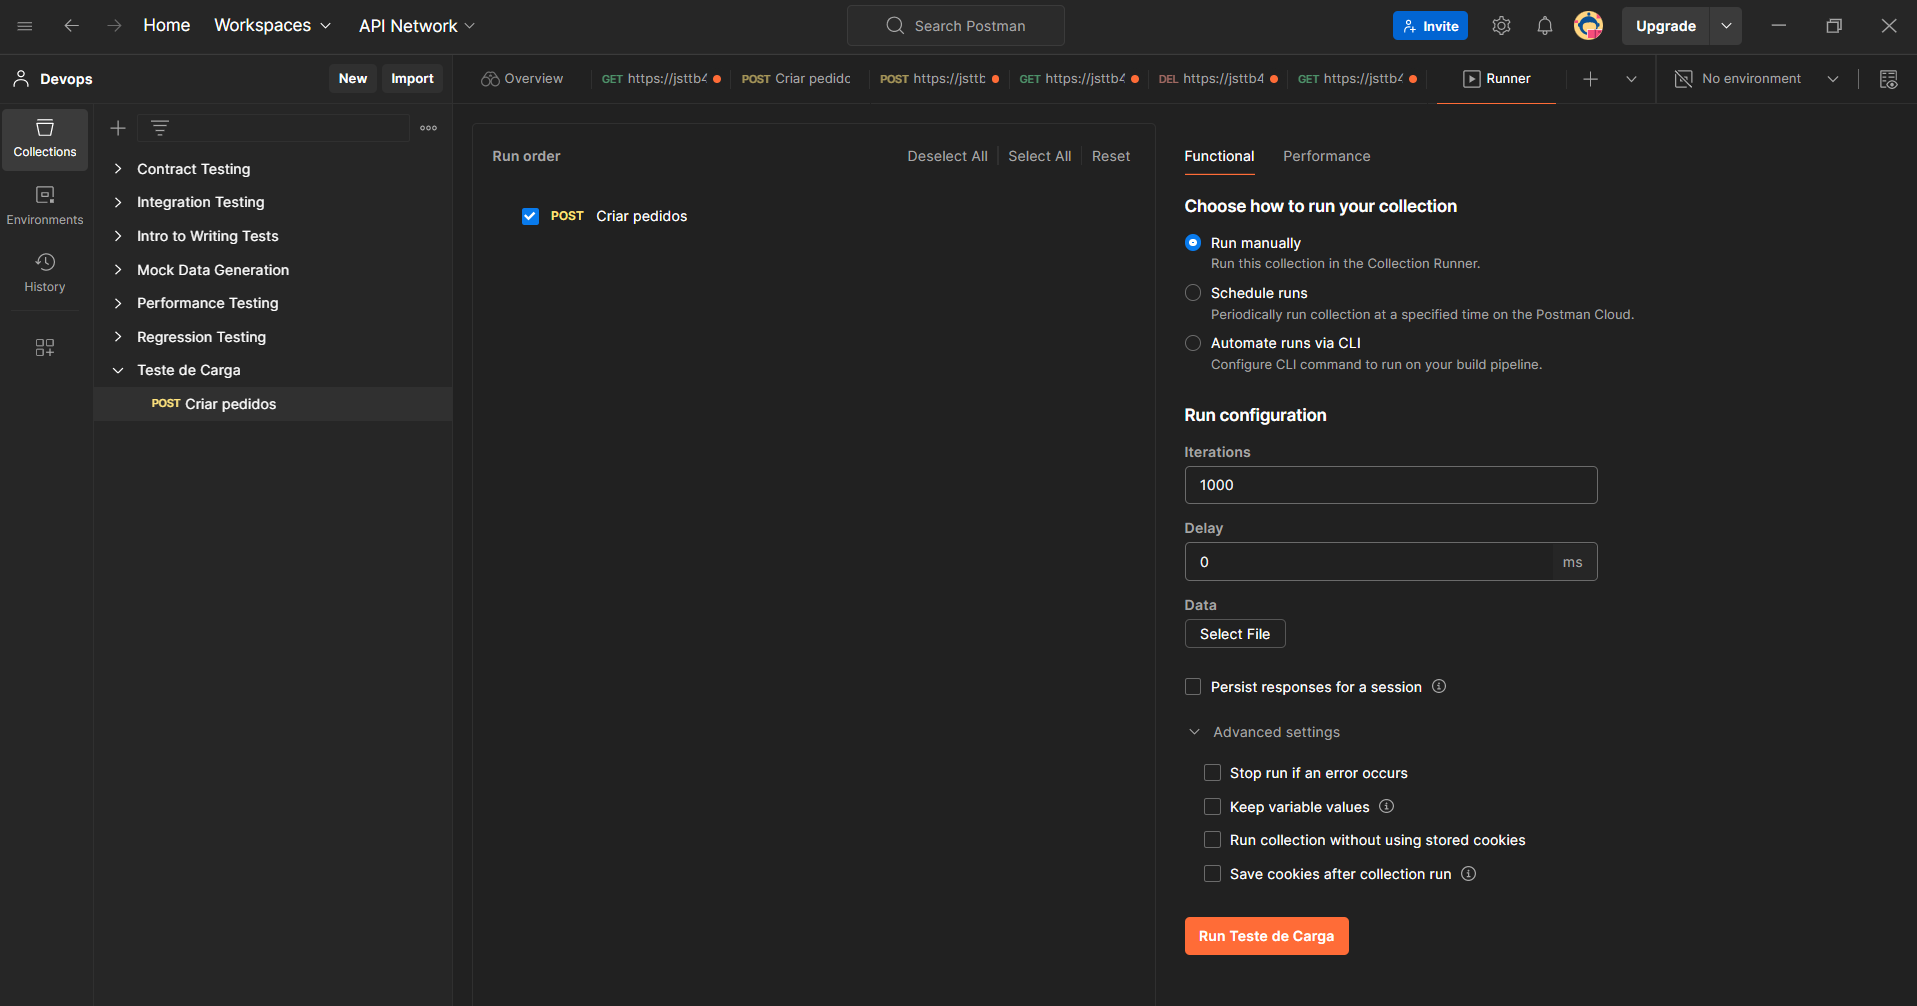 Home Workspaces API Network Search Postman Invite Upgrade
Devops New Import Overview GET https://jsttb4 POST Criar pedidc POST https://jsttb GET https://jsttb4 DEL https://jsttb4 GET https://jsttb4 Runner No environment
Collections
Environments
History
Contract Testing
Integration Testing
Intro to Writing Tests
Mock Data Generation
Performance Testing
Regression Testing
Teste de Carga
POST Criar pedidos
Run order Deselect All Select All Reset
POST Criar pedidos
Functional Performance
Choose how to run your collection
Run manually
Run this collection in the Collection Runner.
Schedule runs
Periodically run collection at a specified time on the Postman Cloud.
Automate runs via CLI
Configure CLI command to run on your build pipeline.
Run configuration
Iterations
1000
Delay
0 ms
Data
Select File
Persist responses for a session
Advanced settings
Stop run if an error occurs
Keep variable values
Run collection without using stored cookies
Save cookies after collection run
Run Teste de Carga